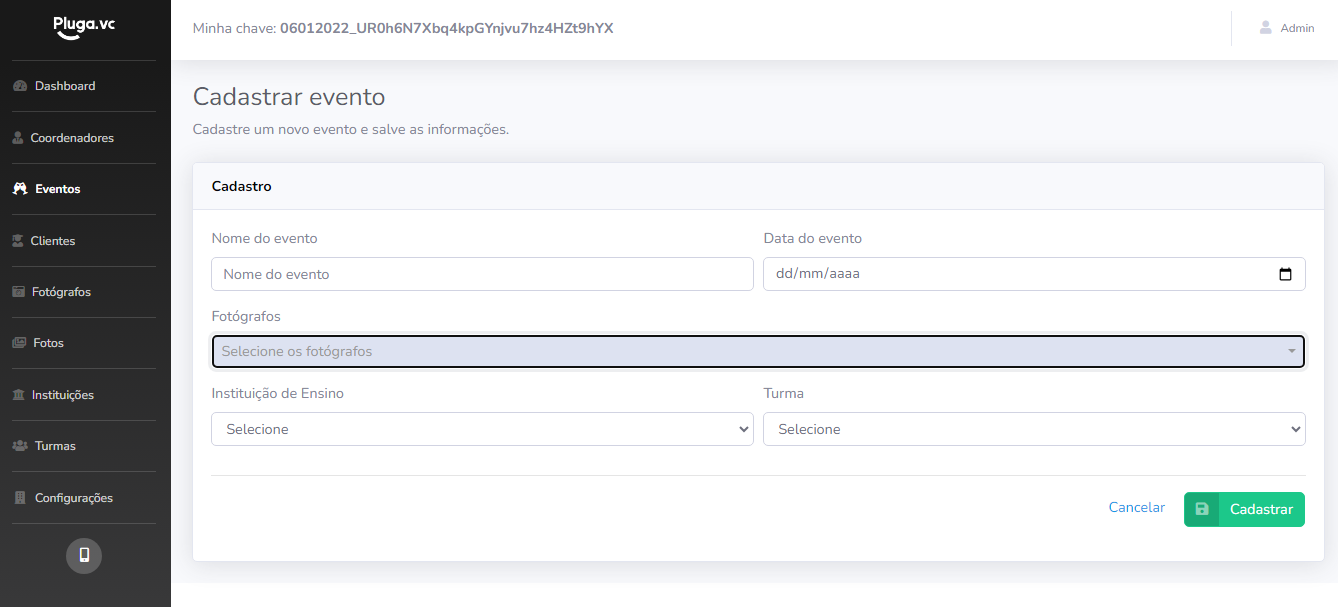 Pluga.vc
Minha chave: 06012022_UR0h6N7Xbq4kpGYnjvu7hz4HZt9hYX
Admin
Dashboard
Coordenadores
Eventos
Clientes
Fotógrafos
Fotos
Instituições
Turmas
Configurações
Cadastrar evento
Cadastre um novo evento e salve as informações.
Cadastro
Nome do evento
Data do evento
Nome do evento
dd/mm/aaaa
Fotógrafos
Selecione os fotógrafos
Instituição de Ensino
Turma
Selecione
Selecione
Cancelar
Cadastrar